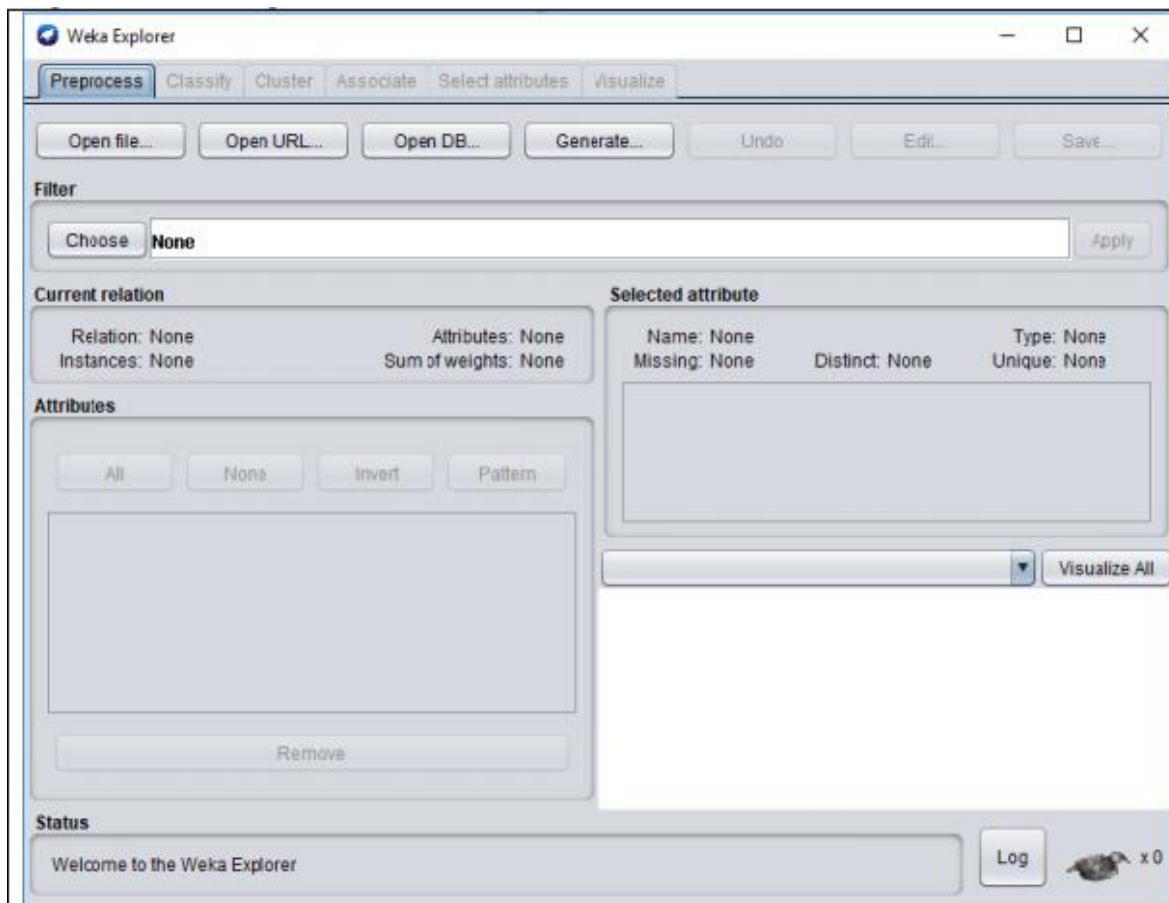 Weka Explorer
Preprocess Classify Cluster Associate Select attributes Visualize
Open file... Open URL... Open DB... Generate... Undo Edit... Save...
Filter
Choose None Apply
Current relation
Relation: None Attributes: None
Instances: None Sum of weights: None
Selected attribute
Name: None Type: None
Missing: None Distinct: None Unique: None
Attributes
All None Invert Pattern
Remove
Visualize All
Status
Welcome to the Weka Explorer
Log x 0